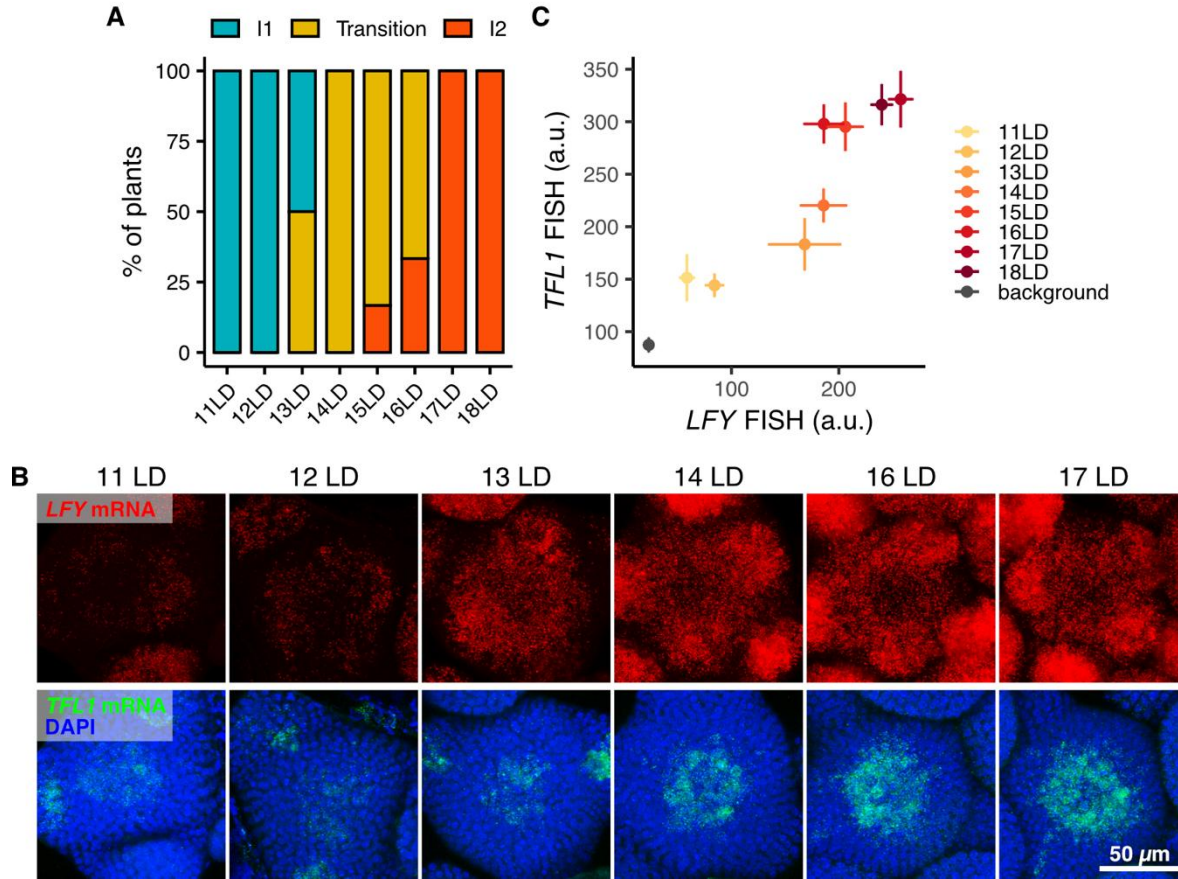 A
I1 Transition I2
% of plants
100
75
50
25
0
11LD 12LD 13LD 14LD 15LD 16LD 17LD 18LD
C
TFL1 FISH (a.u.)
350
300
250
200
150
100
100 200
LFY FISH (a.u.)
11LD
12LD
13LD
14LD
15LD
16LD
17LD
18LD
background
B
11 LD 12 LD 13 LD 14 LD 16 LD 17 LD
LFY mRNA
TFL1 mRNA
DAPI
50 µm